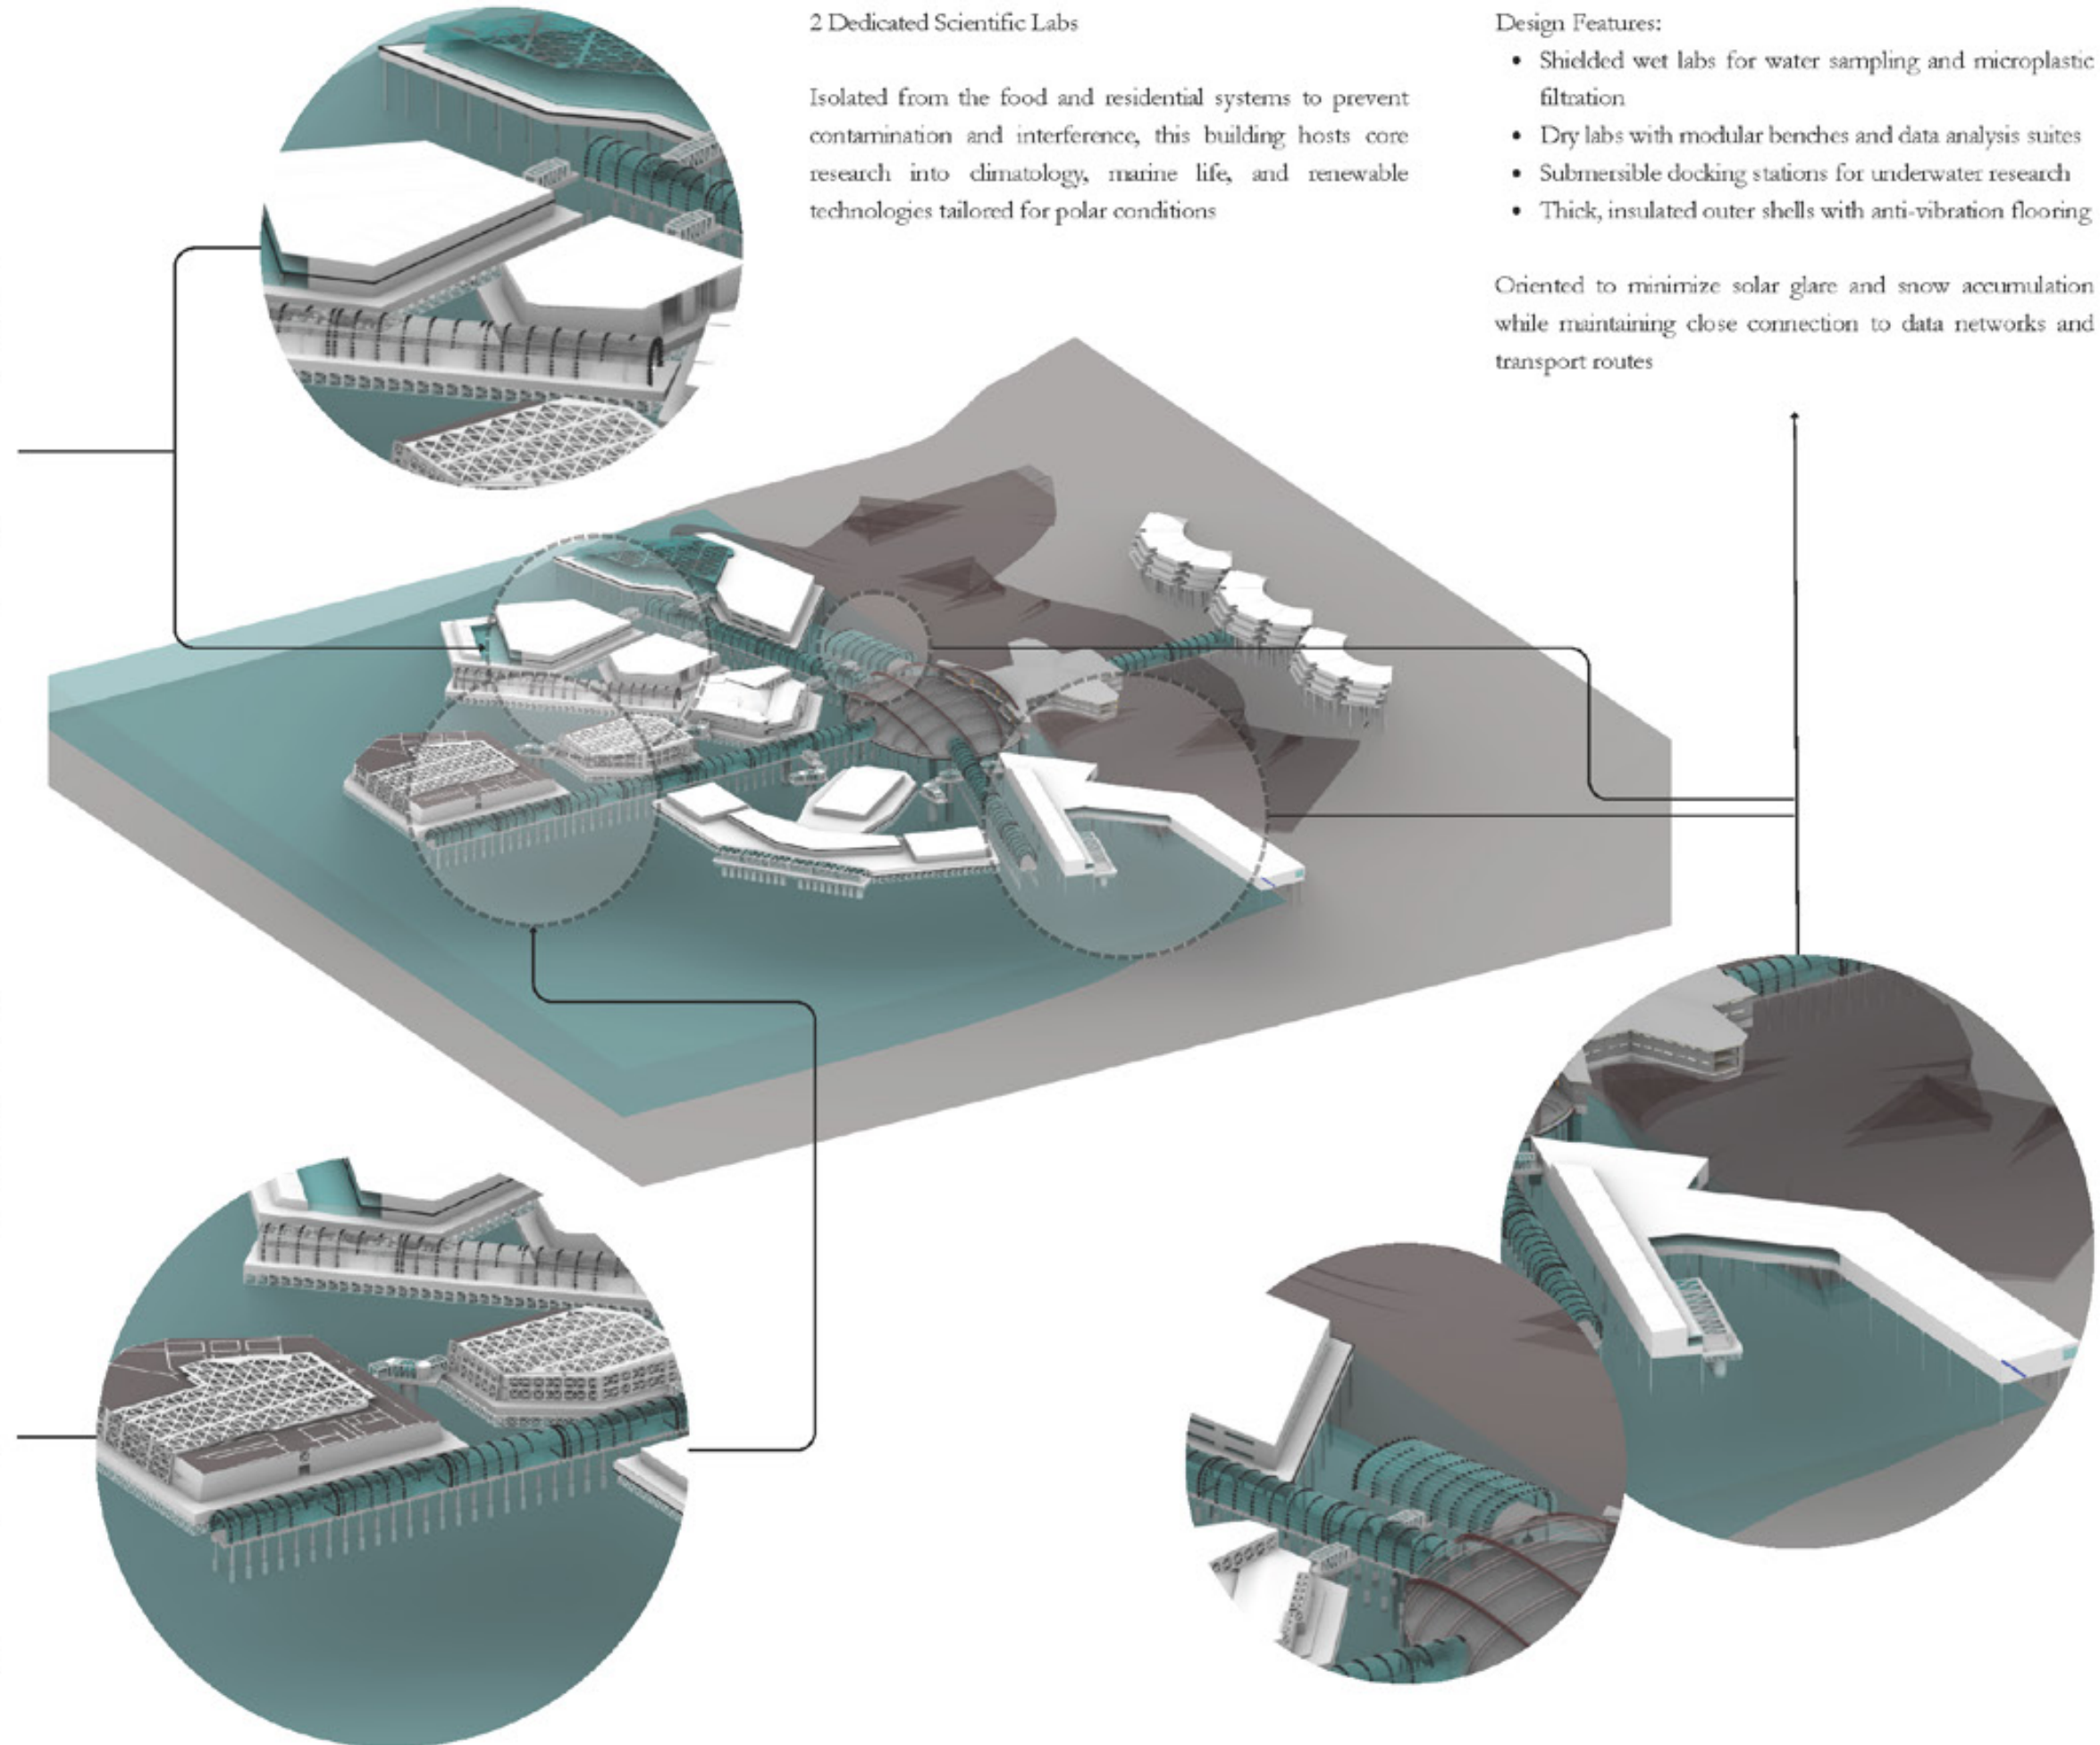 2 Dedicated Scientific Labs
Isolated from the food and residential systems to prevent
contamination and interference, this building hosts core
research into climatology, marine life, and renewable
technologies tailored for polar conditions
Design Features:
• Shielded wet labs for water sampling and microplastic
filtration
• Dry labs with modular benches and data analysis suites
• Submersible docking stations for underwater research
• Thick, insulated outer shells with anti-vibration flooring
Oriented to minimize solar glare and snow accumulation
while maintaining close connection to data networks and
transport routes